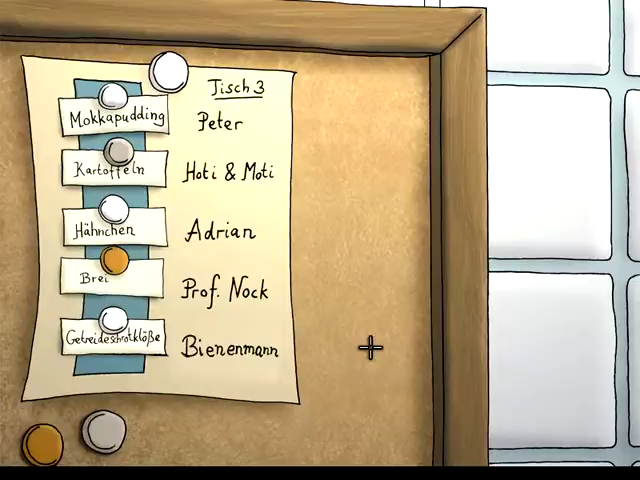 Tisch 3
Mokkapudding Peter
Kartoffeln Hoti & Moti
Hähnchen Adrian
Brei Prof. Nock
Getreideschrotklöße Bienenmann